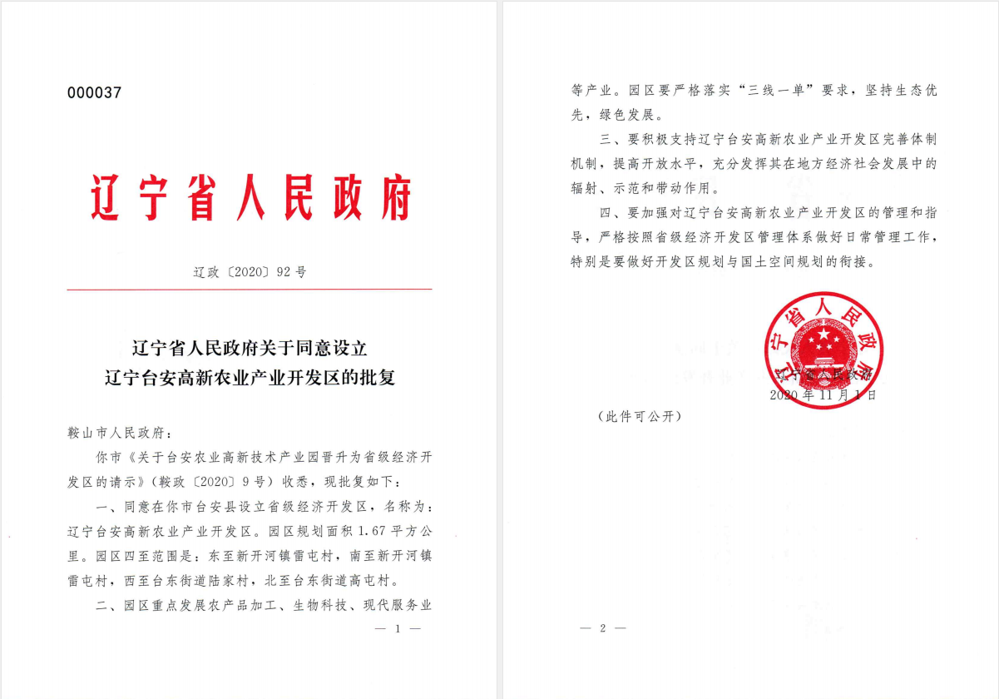 000037
辽宁省人民政府
辽政〔2020〕92号
辽宁省人民政府关于同意设立
辽宁台安高新农业产业开发区的批复
鞍山市人民政府：
你市《关于台安农业高新技术产业园晋升为省级经济开
发区的请示》（鞍政〔2020〕9号）收悉，现批复如下：
一、同意在你市台安县设立省级经济开发区，名称为：
辽宁台安高新农业产业开发区。园区规划面积1.67平方公
里。园区四至范围是：东至新开河镇雷屯村，南至新开河镇
雷屯村，西至台东街道陆家村，北至台东街道高屯村。
二、园区重点发展农产品加工、生物科技、现代服务业
— 1 —
等产业。园区要严格落实“三线一单”要求，坚持生态优
先，绿色发展。
三、要积极支持辽宁台安高新农业产业开发区完善体制
机制，提高开放水平，充分发挥其在地方经济社会发展中的
辐射、示范和带动作用。
四、要加强对辽宁台安高新农业产业开发区的管理和指
导，严格按照省级经济开发区管理体系做好日常管理工作，
特别是要做好开发区规划与国土空间规划的衔接。
辽宁省人民政府
辽宁省人民政府
2020年11月1日
（此件可公开）
— 2 —